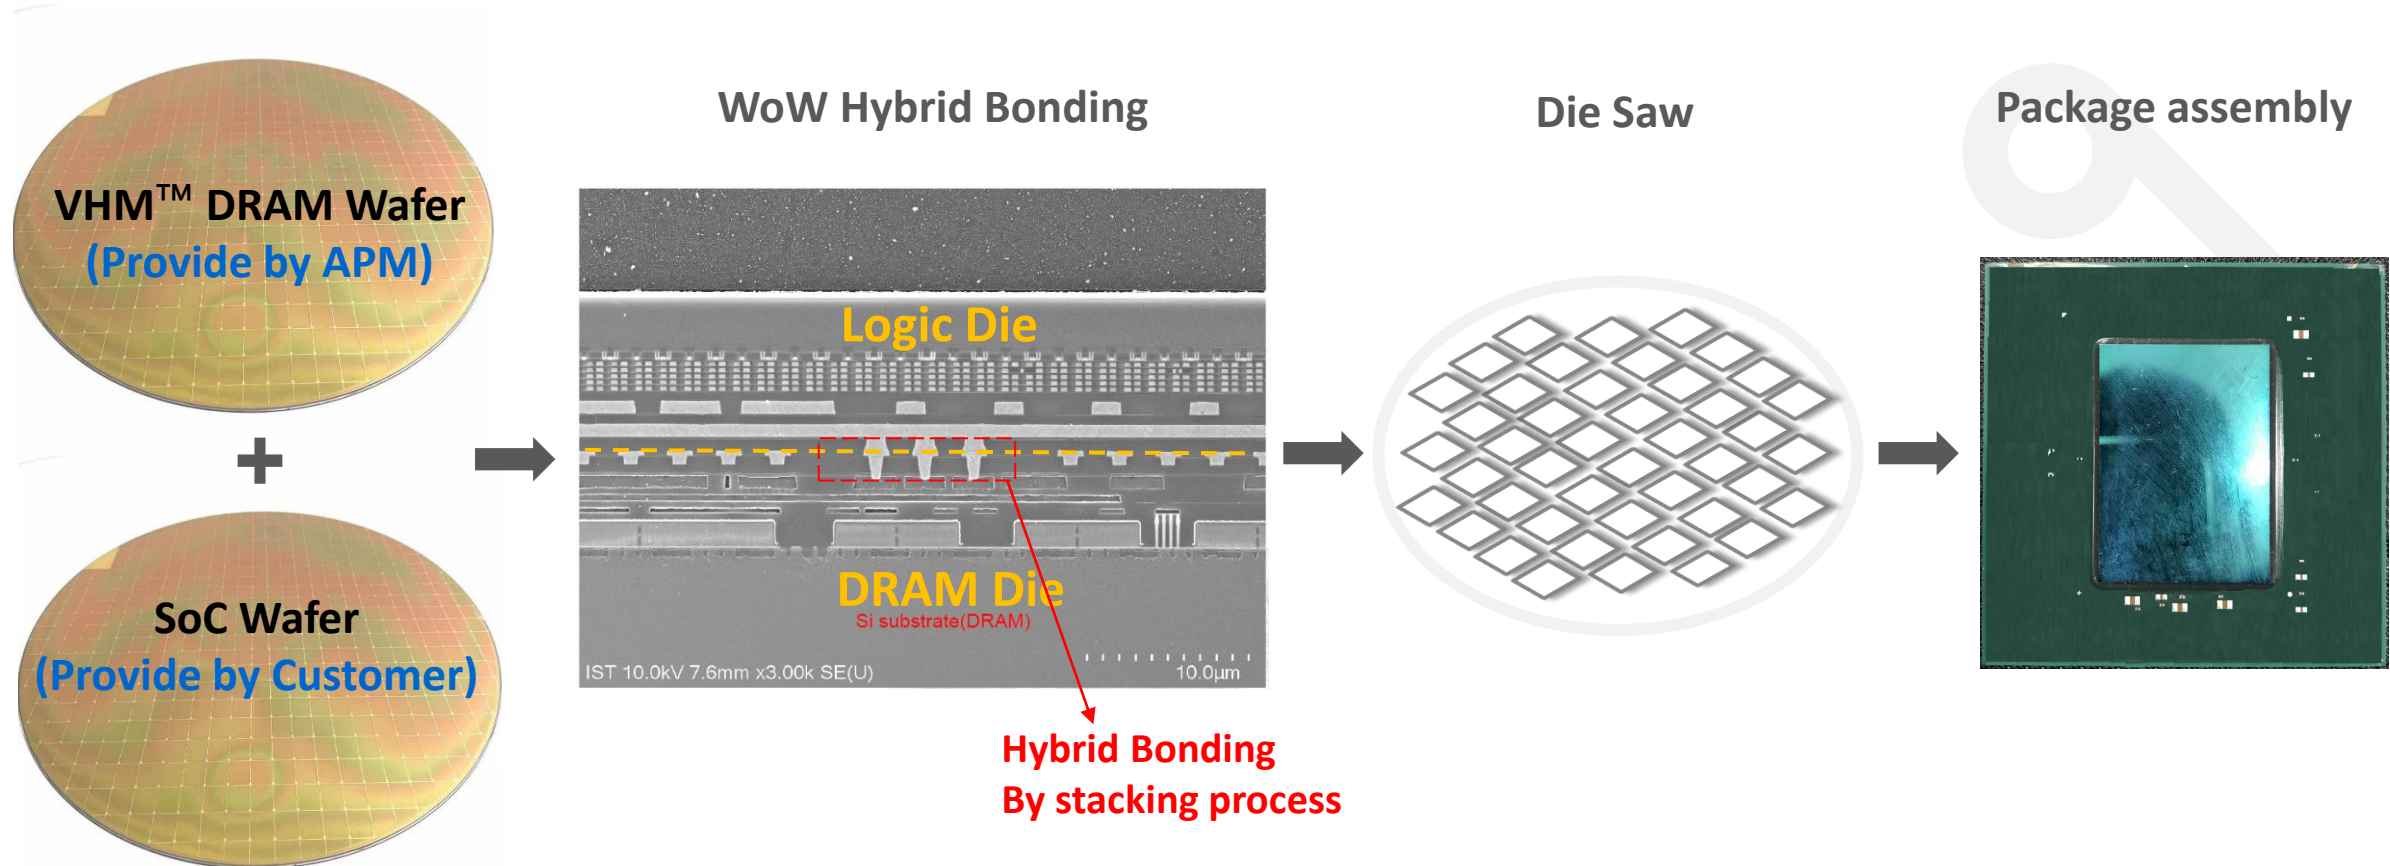 VHM™ DRAM Wafer
(Provide by APM)
SoC Wafer
(Provide by Customer)
WoW Hybrid Bonding
Logic Die
DRAM Die
Si substrate(DRAM)
IST 10.0kV 7.6mm x3.00k SE(U)
10.0µm
Hybrid Bonding
By stacking process
Die Saw
Package assembly